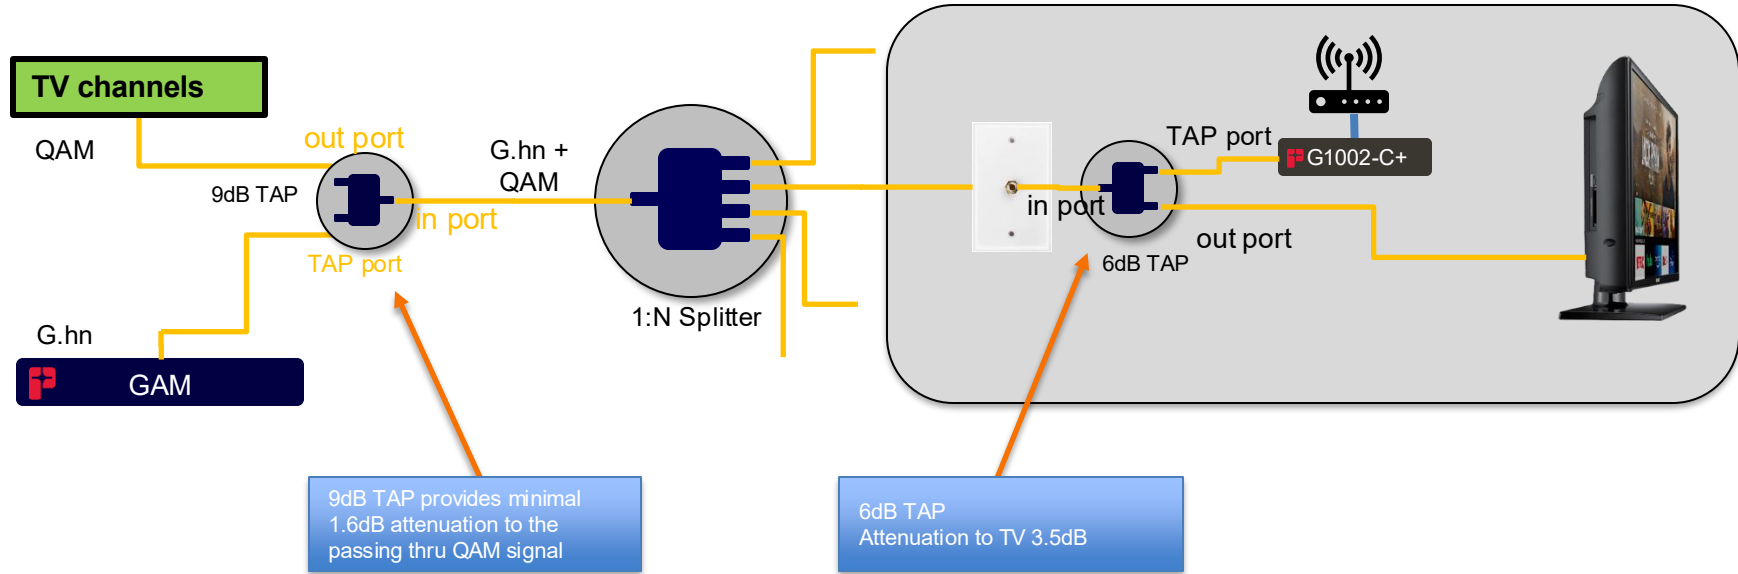 TV channels
QAM
out port
9dB TAP
in port
TAP port
G.hn
GAM
G.hn +
QAM
1:N Splitter
in port
TAP port
G1002-C+
out port
6dB TAP
9dB TAP provides minimal
1.6dB attenuation to the
passing thru QAM signal
6dB TAP
Attenuation to TV 3.5dB